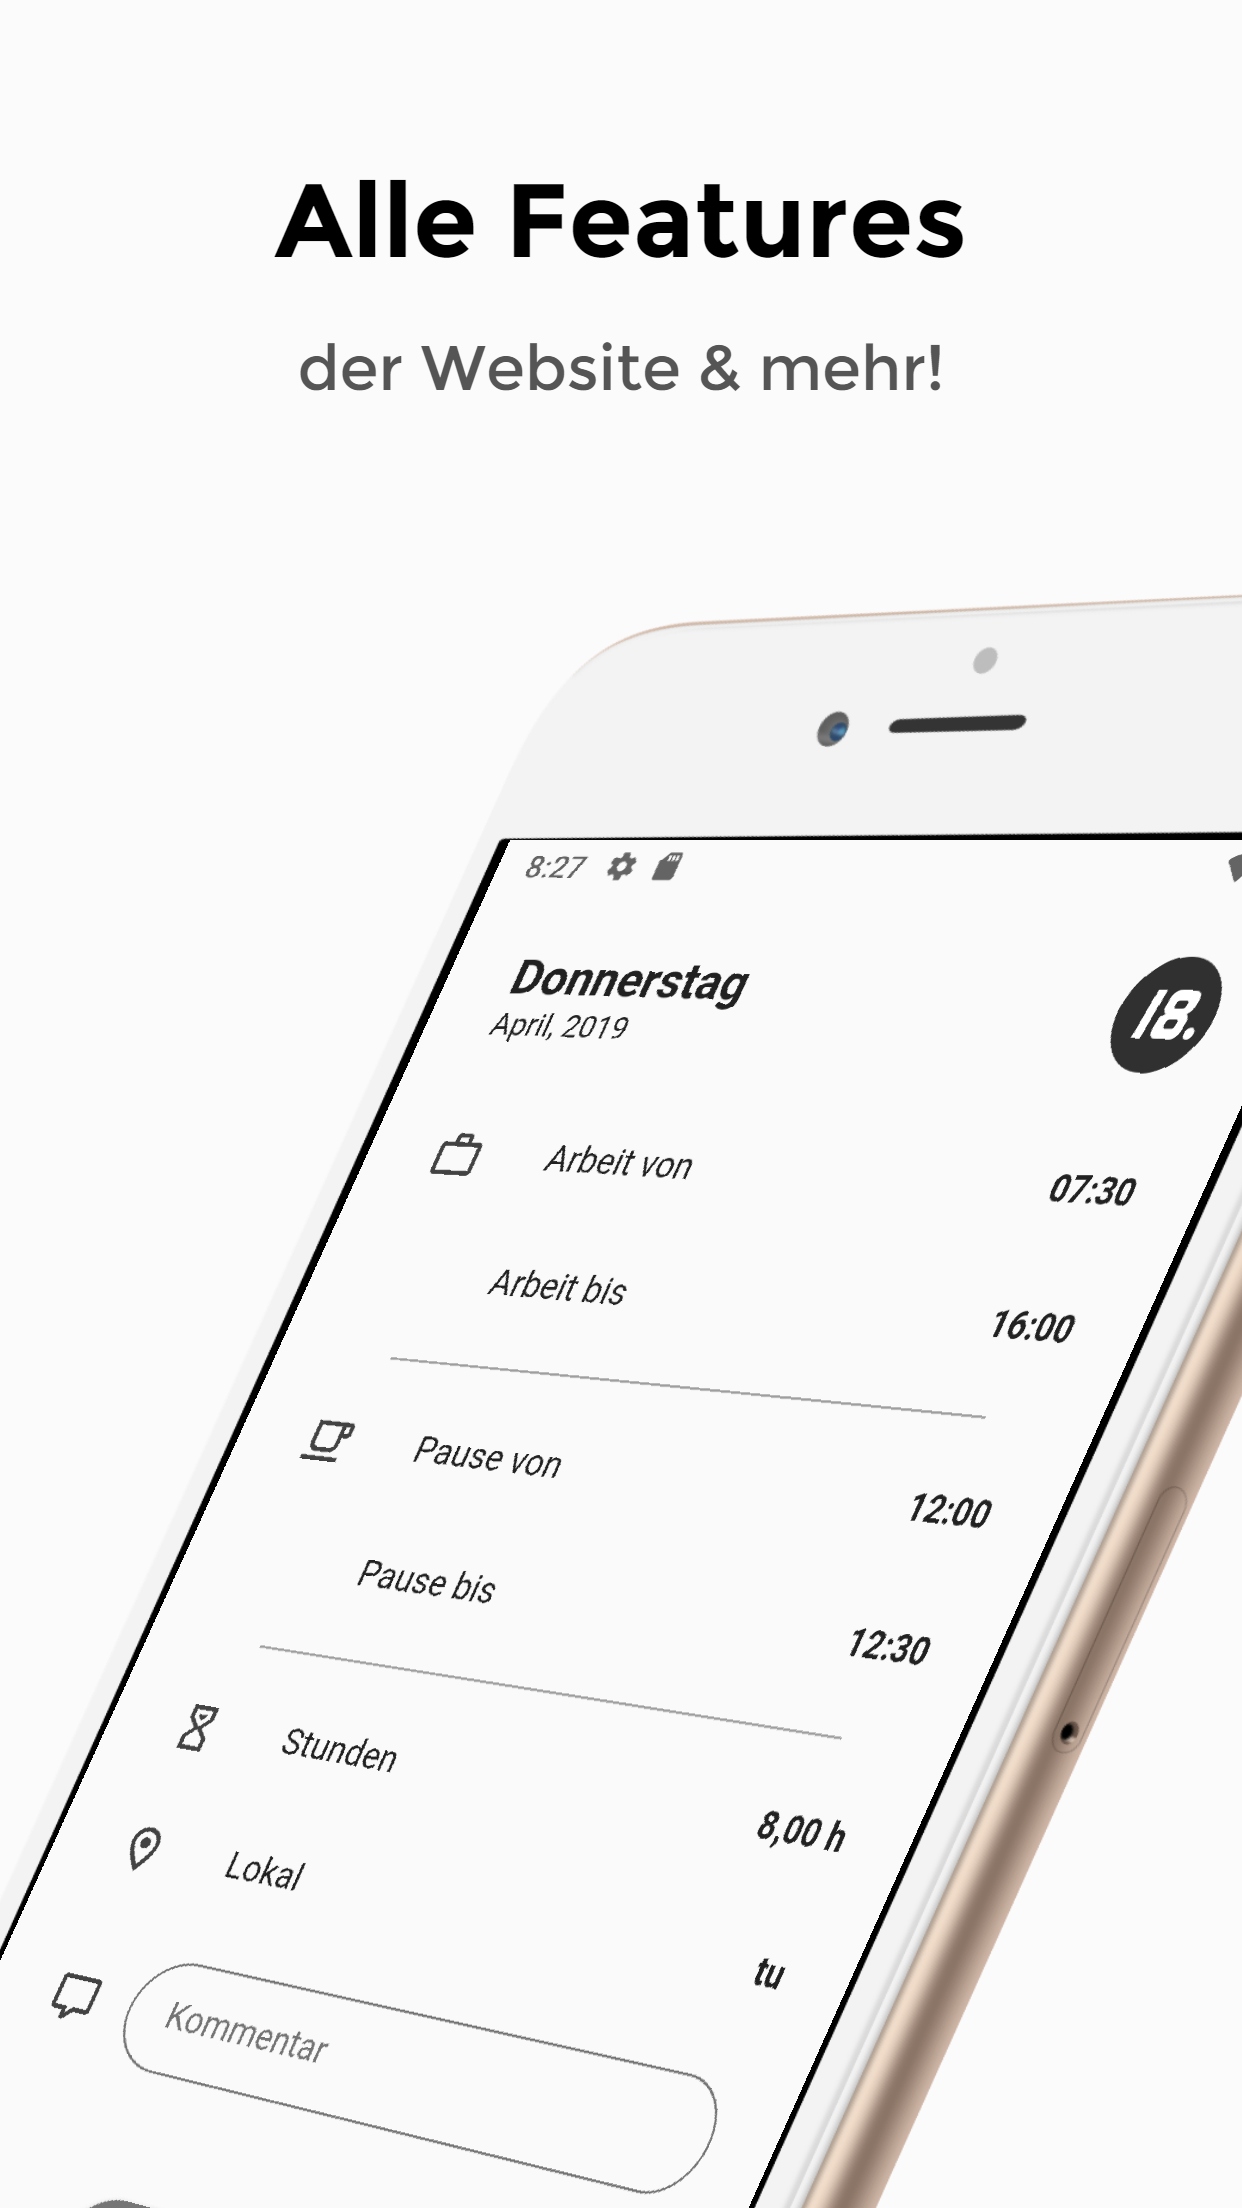 Alle Features
der Website & mehr!
8:27
Donnerstag
April, 2019
18.
Arbeit von
07:30
Arbeit bis
16:00
Pause von
12:00
Pause bis
12:30
Stunden
8,00 h
Lokal
tu
Kommentar